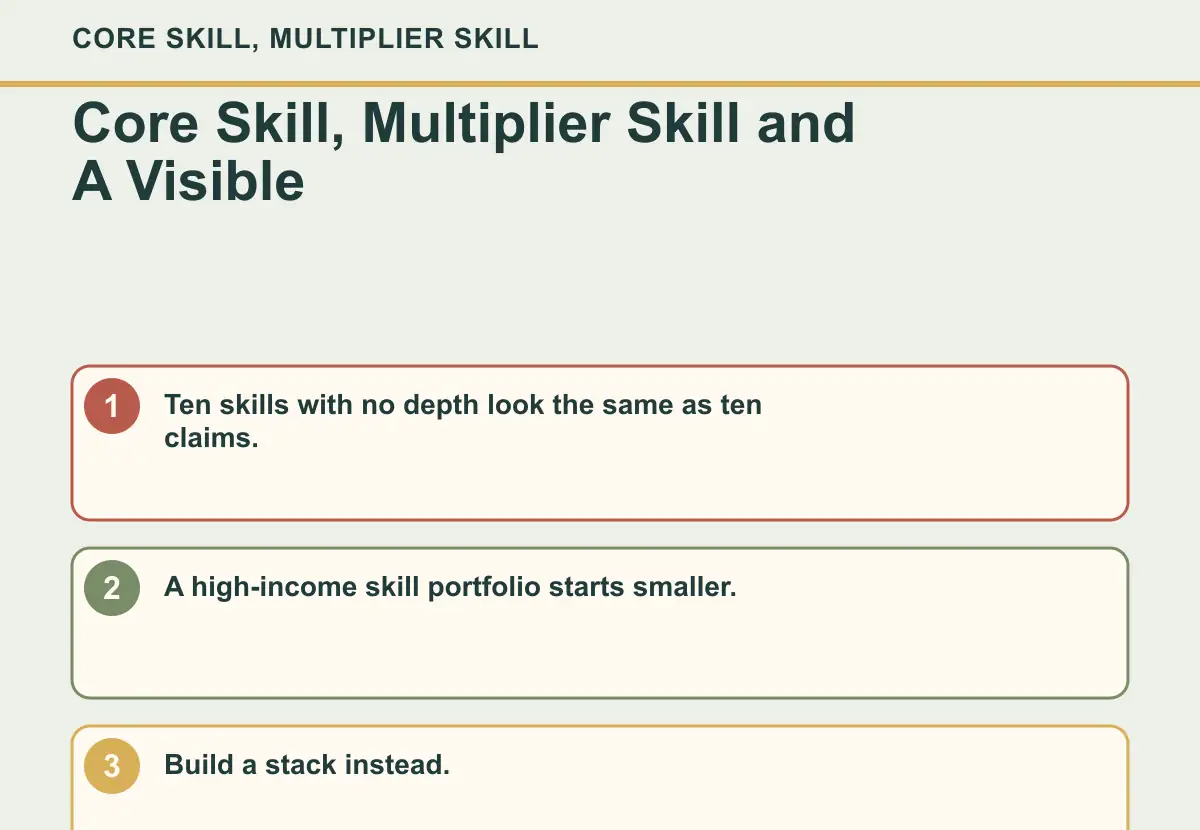 CORE SKILL, MULTIPLIER SKILL
Core Skill, Multiplier Skill and
A Visible
1
Ten skills with no depth look the same as ten
claims.
2
A high-income skill portfolio starts smaller.
3
Build a stack instead.